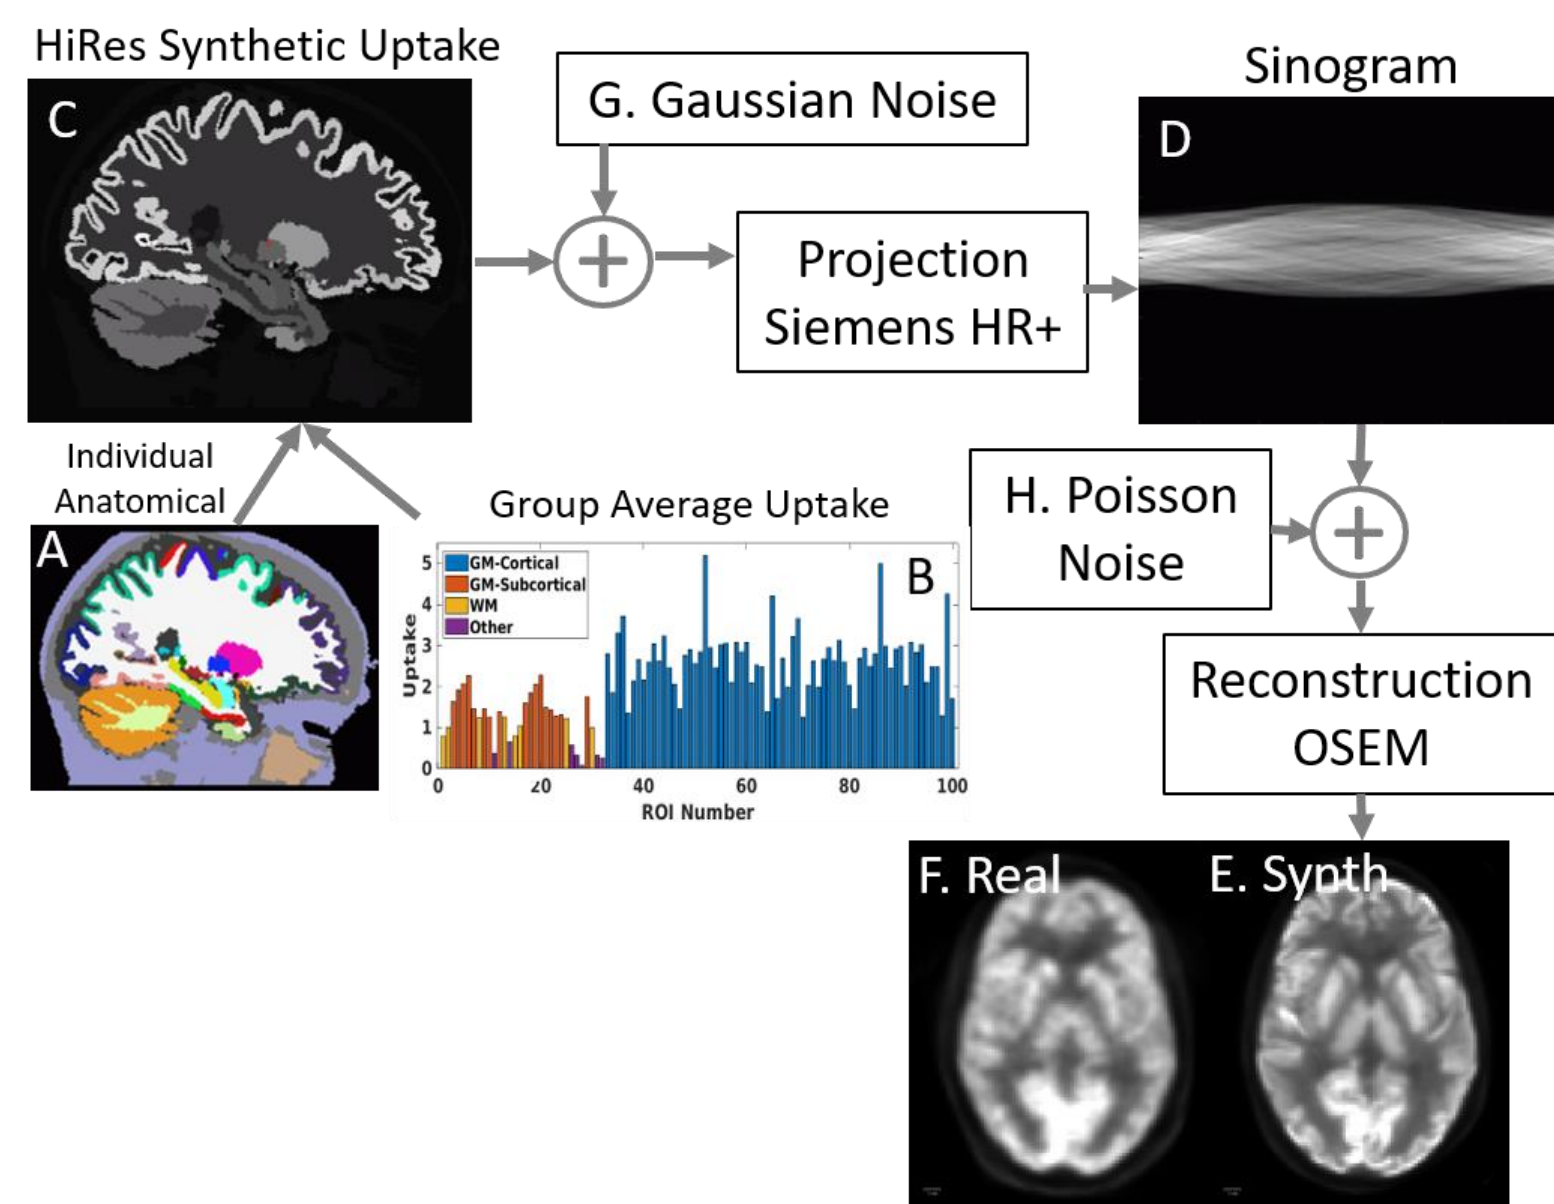 HiRes Synthetic Uptake
C
G. Gaussian Noise
Projection
Siemens HR+
Sinogram
D
Individual
Anatomical
A
Group Average Uptake
B
GM-Cortical
GM-Subcortical
WM
Other
Uptake
5
4
3
2
1
0
0 20 40 60 80 100
ROI Number
H. Poisson
Noise
Reconstruction
OSEM
F. Real
E. Synth